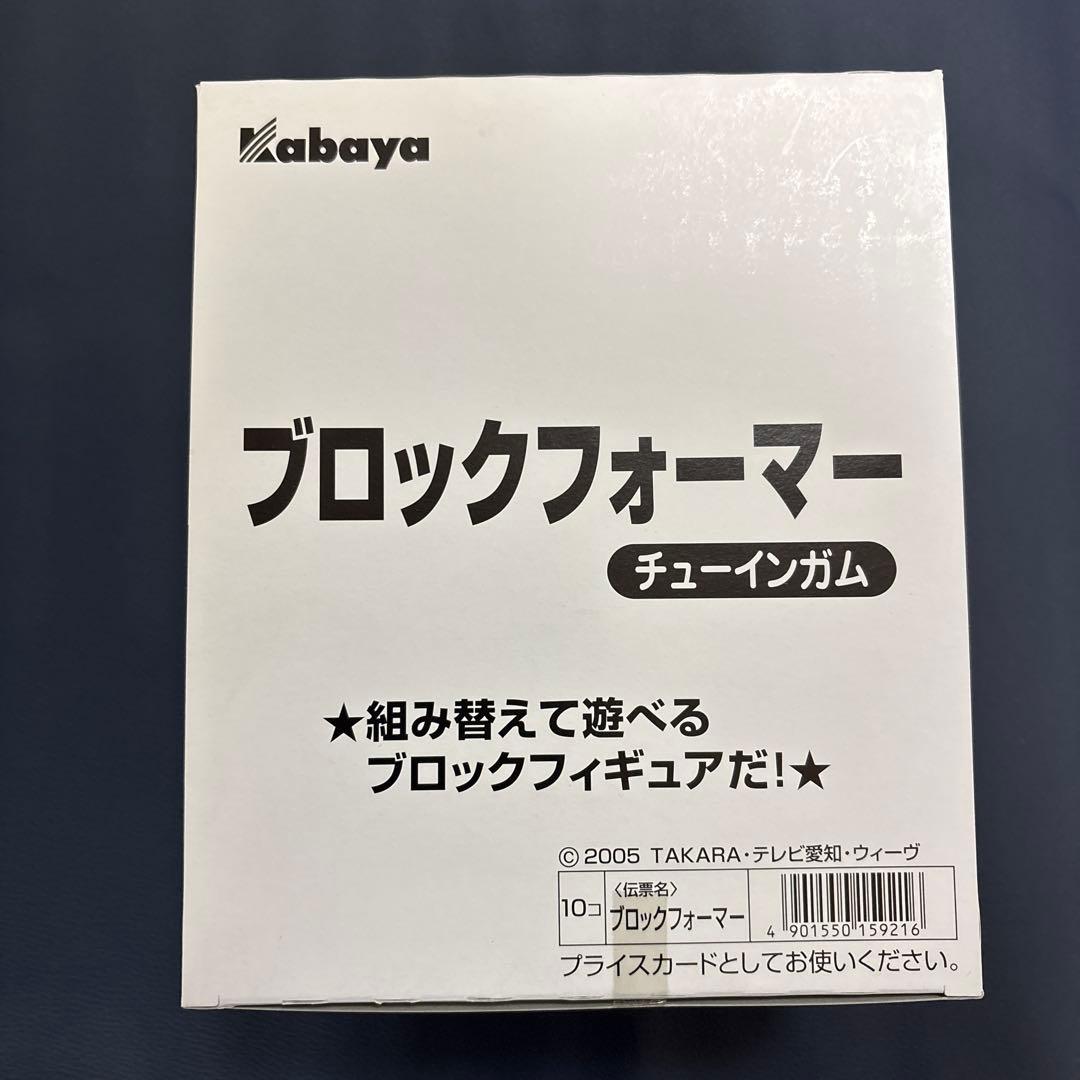 Kabaya
ブロックフォーマー
チューインガム
★組み替えて遊べる
ブロックフィギュアだ!★
© 2005 TAKARA・テレビ愛知・ウィーヴ
10コ
〈伝票名〉
ブロックフォーマー
4 901550 159216
プライスカードとしてお使いください。